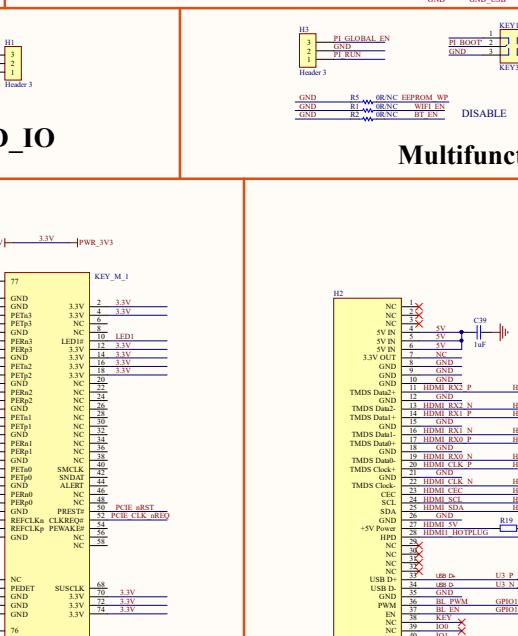 GND GND_USB
H1
3
2
1
Header 3
D_IO
H3
3 PI_GLOBAL_EN
2 GND
1 PI_RUN
Header 3
KEY1
PI_BOOT 2
GND 3
KEY3
GND R5 0R/NC EEPROM_WP
GND R1 0R/NC WIFI_EN
GND R2 0R/NC BT_EN
DISABLE
Multifunct
3.3V PWR_3V3
KEY_M_1
77
GND
GND 3.3V 2 3.3V
PETn3 3.3V 4 3.3V
PETp3 NC 6
GND NC 8
PERn3 LED1# 10 LED1
PERp3 3.3V 12 3.3V
GND 3.3V 14 3.3V
PETn2 3.3V 16 3.3V
PETp2 3.3V 18 3.3V
GND NC 20
PERn2 NC 22
PERp2 NC 24
GND NC 26
PETn1 NC 28
PETp1 NC 30
GND NC 32
PERn1 NC 34
PERp1 NC 36
GND NC 38
PETn0 SMCLK 40
PETp0 SNDAT 42
GND ALERT 44
PERn0 NC 46
PERp0 NC 48
GND PREST# 50 PCIE_nRST
REFCLKn CLKREQ# 52 PCIE_CLK_nREQ
REFCLKp PEWAKE# 54
GND NC 56
NC 58
NC
PEDET SUSCLK 68
GND 3.3V 70 3.3V
GND 3.3V 72 3.3V
GND 3.3V 74 3.3V
76
H2
NC 1
NC 2
NC 3
5V IN 4 5V
5V IN 5 5V
5V IN 6 5V
C39
1uF
3.3V OUT 7 NC
GND 8 GND
GND 9 GND
GND 10 GND
TMDS Data2+ 11 HDMI_RX2_P H
GND 12 GND
TMDS Data2- 13 HDMI_RX2_N H
TMDS Data1+ 14 HDMI_RX1_P H
GND 15 GND
TMDS Data1- 16 HDMI_RX1_N H
TMDS Data0+ 17 HDMI_RX0_P H
GND 18 GND
TMDS Data0- 19 HDMI_RX0_N H
TMDS Clock+ 20 HDMI_CLK_P H
GND 21 GND
TMDS Clock- 22 HDMI_CLK_N H
CEC 23 HDMI_CEC H
SCL 24 HDMI_SCL H
SDA 25 HDMI_SDA H
GND 26 GND
+5V Power 27 HDMI_5V R19
HPD 28 HDMI1_HOTPLUG
NC 29
NC 30
NC 31
NC 32
USB D+ 33 USB_D+ U3_P
USB D- 34 USB_D- U3_N
GND 35 GND
PWM 36 BL_PWM GPIO1
EN 37 BL_EN GPIO1
NC 38 KEY
NC 39 IO0
NC 40 IO1